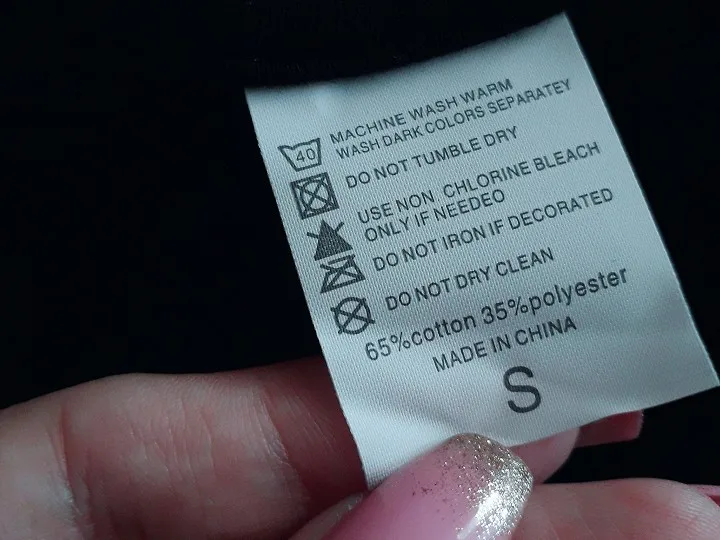 40
MACHINE WASH WARM
WASH DARK COLORS SEPARATEY
DO NOT TUMBLE DRY
USE NON CHLORINE BLEACH
ONLY IF NEEDEO
DO NOT IRON IF DECORATED
DO NOT DRY CLEAN
65%cotton 35%polyester
MADE IN CHINA
S